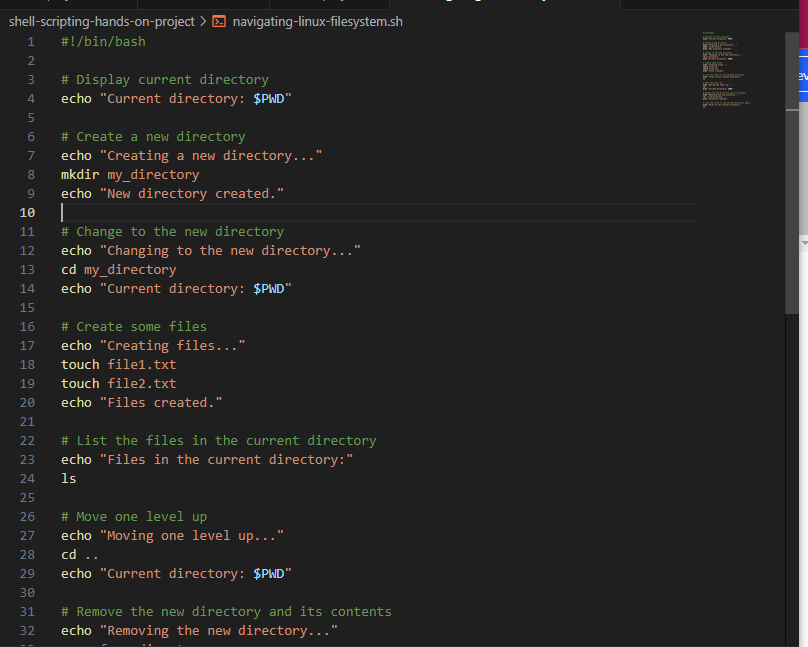 shell-scripting-hands-on-project > navigating-linux-filesystem.sh
1 #!/bin/bash
2
3 # Display current directory
4 echo "Current directory: $PWD"
5
6 # Create a new directory
7 echo "Creating a new directory..."
8 mkdir my_directory
9 echo "New directory created."
10
11 # Change to the new directory
12 echo "Changing to the new directory..."
13 cd my_directory
14 echo "Current directory: $PWD"
15
16 # Create some files
17 echo "Creating files..."
18 touch file1.txt
19 touch file2.txt
20 echo "Files created."
21
22 # List the files in the current directory
23 echo "Files in the current directory:"
24 ls
25
26 # Move one level up
27 echo "Moving one level up..."
28 cd ..
29 echo "Current directory: $PWD"
30
31 # Remove the new directory and its contents
32 echo "Removing the new directory..."